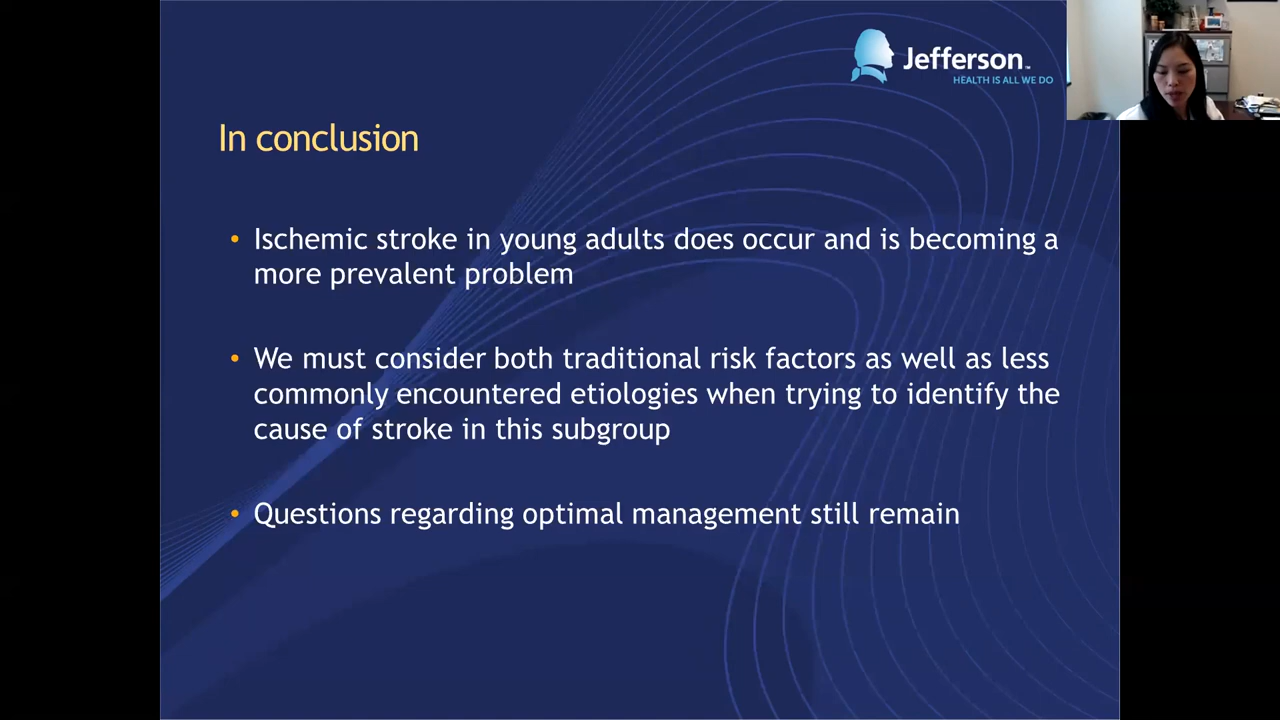 Jefferson™
HEALTH IS ALL WE DO
In conclusion
• Ischemic stroke in young adults does occur and is becoming a
more prevalent problem
• We must consider both traditional risk factors as well as less
commonly encountered etiologies when trying to identify the
cause of stroke in this subgroup
• Questions regarding optimal management still remain